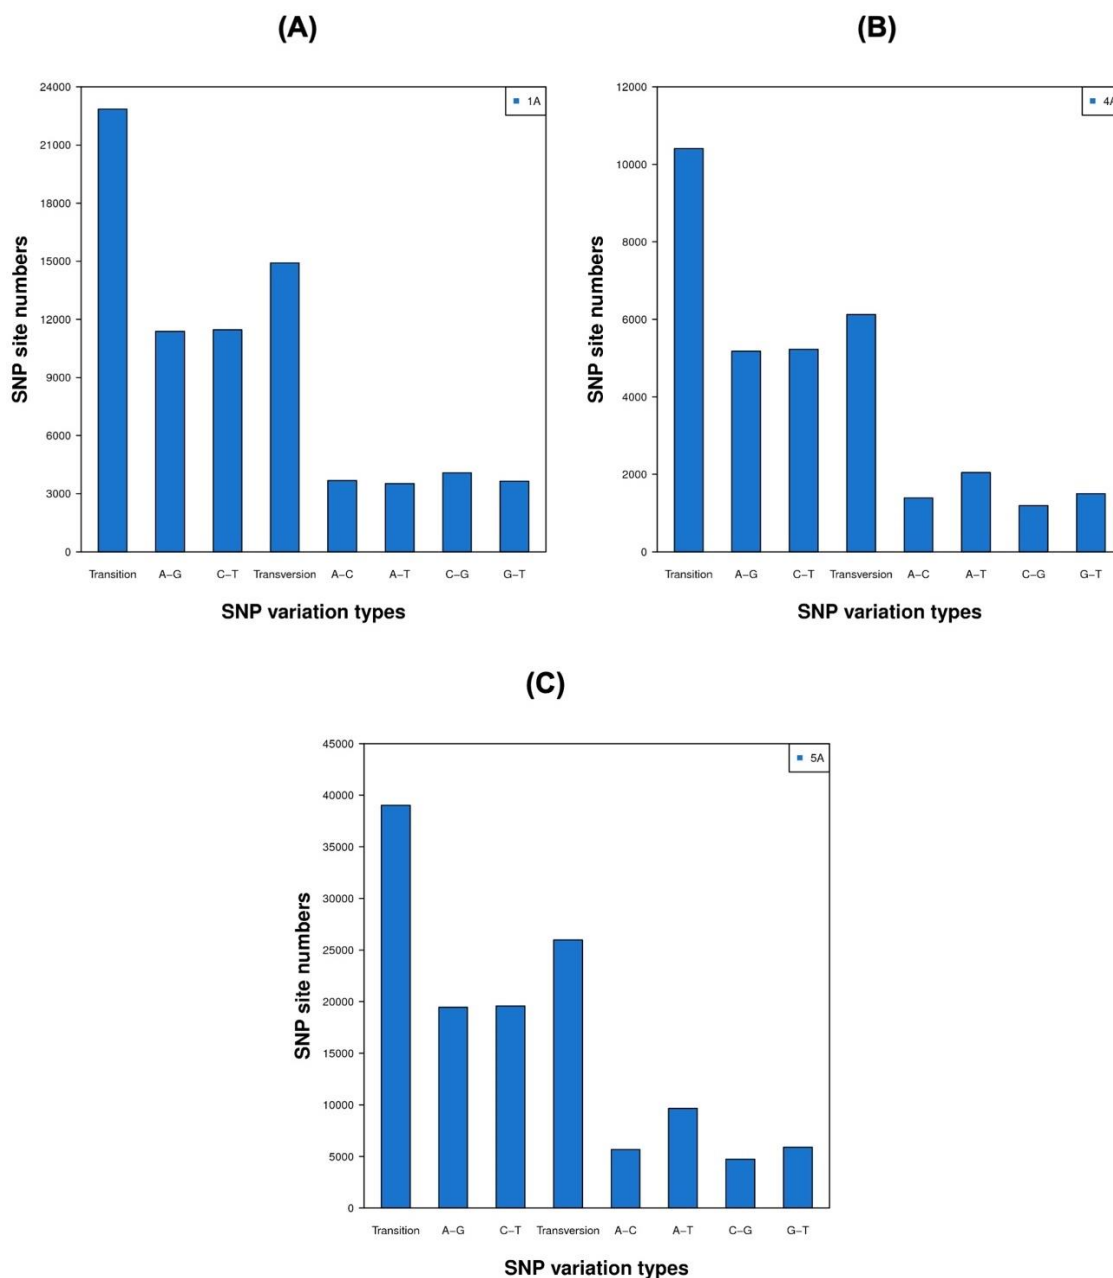 (A)
(B)
24000
21000
18000
15000
12000
9000
6000
3000
0
SNP site numbers
1A
Transition A–G C–T Transversion A–C A–T C–G G–T
SNP variation types
12000
10000
8000
6000
4000
2000
0
SNP site numbers
4A
Transition A–G C–T Transversion A–C A–T C–G G–T
SNP variation types
(C)
45000
40000
35000
30000
25000
20000
15000
10000
5000
0
SNP site numbers
5A
Transition A–G C–T Transversion A–C A–T C–G G–T
SNP variation types